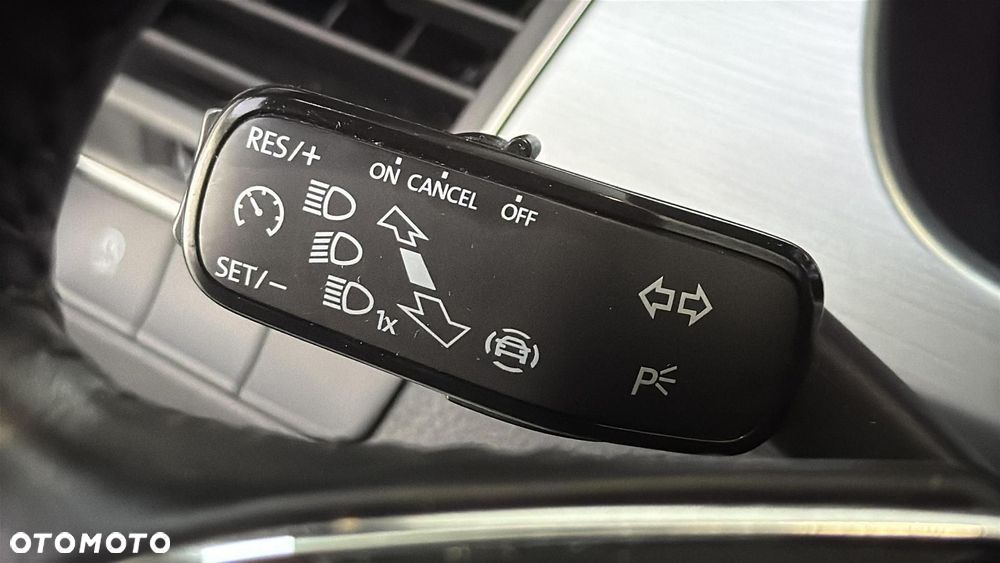 RES/+
ON CANCEL OFF
SET/-
1x
P
OTOMOTO